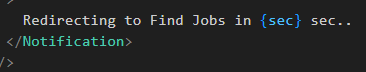 Redirecting to Find Jobs in {sec} sec..
</Notification>
/>